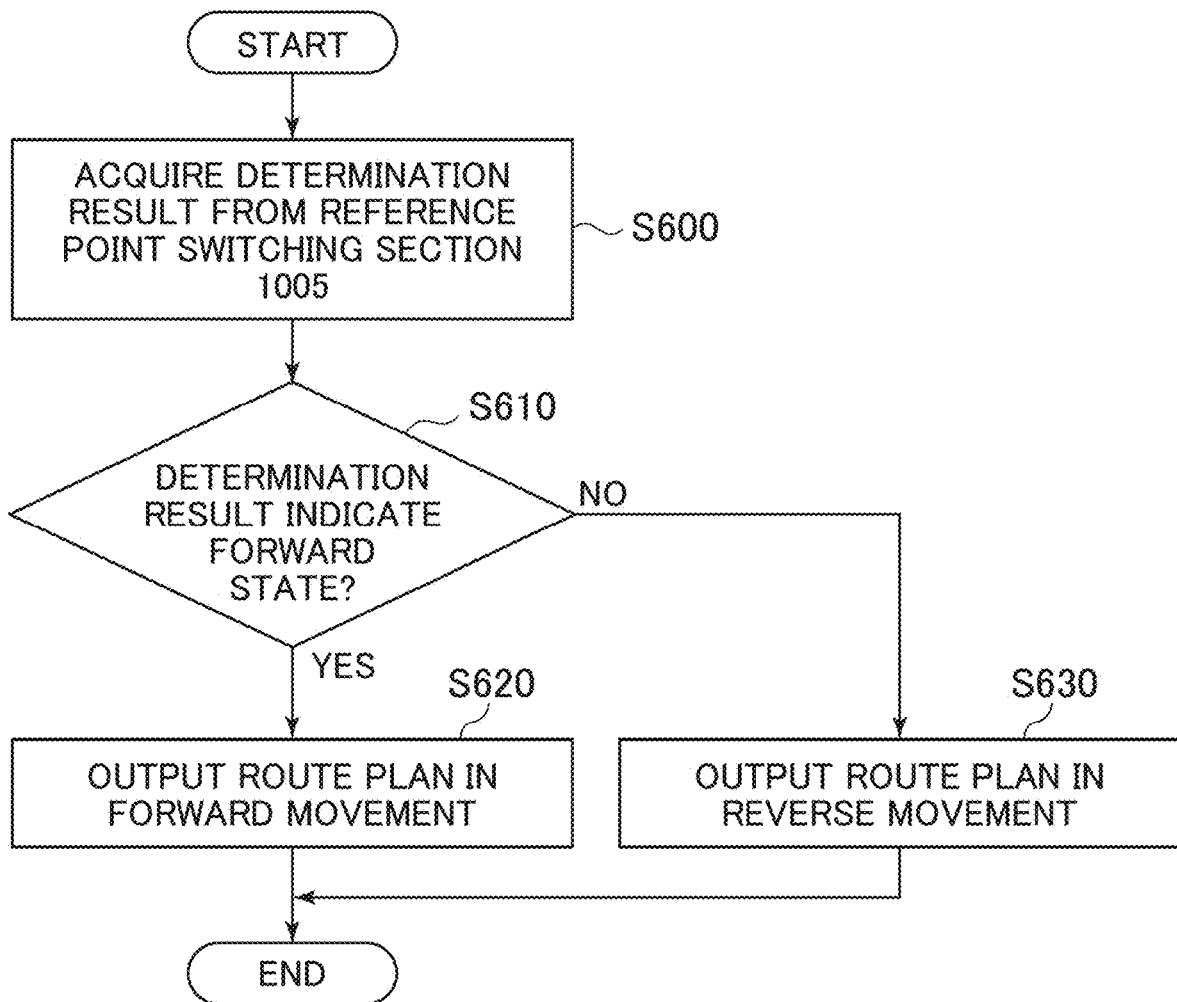 START
ACQUIRE DETERMINATION
RESULT FROM REFERENCE
POINT SWITCHING SECTION
1005
S600
S610
DETERMINATION
RESULT INDICATE
FORWARD
STATE?
NO
YES
S620
S630
OUTPUT ROUTE PLAN IN
FORWARD MOVEMENT
OUTPUT ROUTE PLAN IN
REVERSE MOVEMENT
END